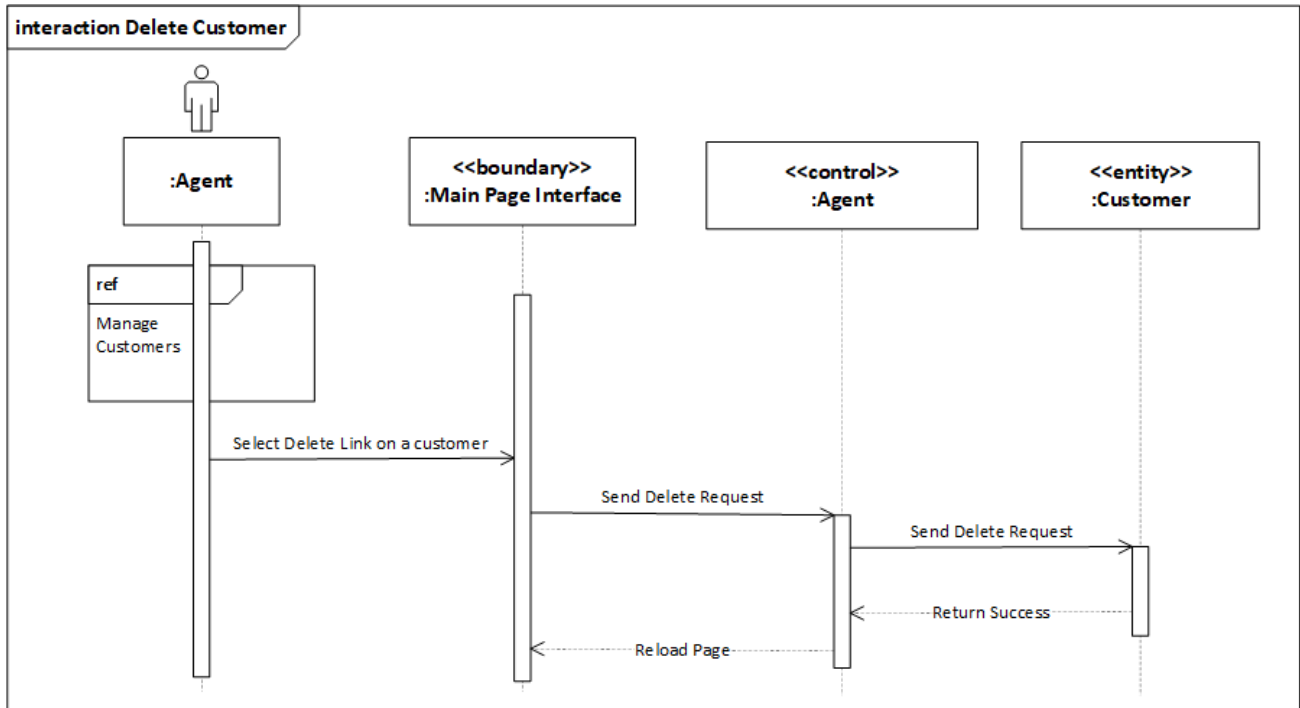 interaction Delete Customer
:Agent
<<boundary>>
:Main Page Interface
<<control>>
:Agent
<<entity>>
:Customer
ref
Manage
Customers
Select Delete Link on a customer
Send Delete Request
Send Delete Request
Return Success
Reload Page